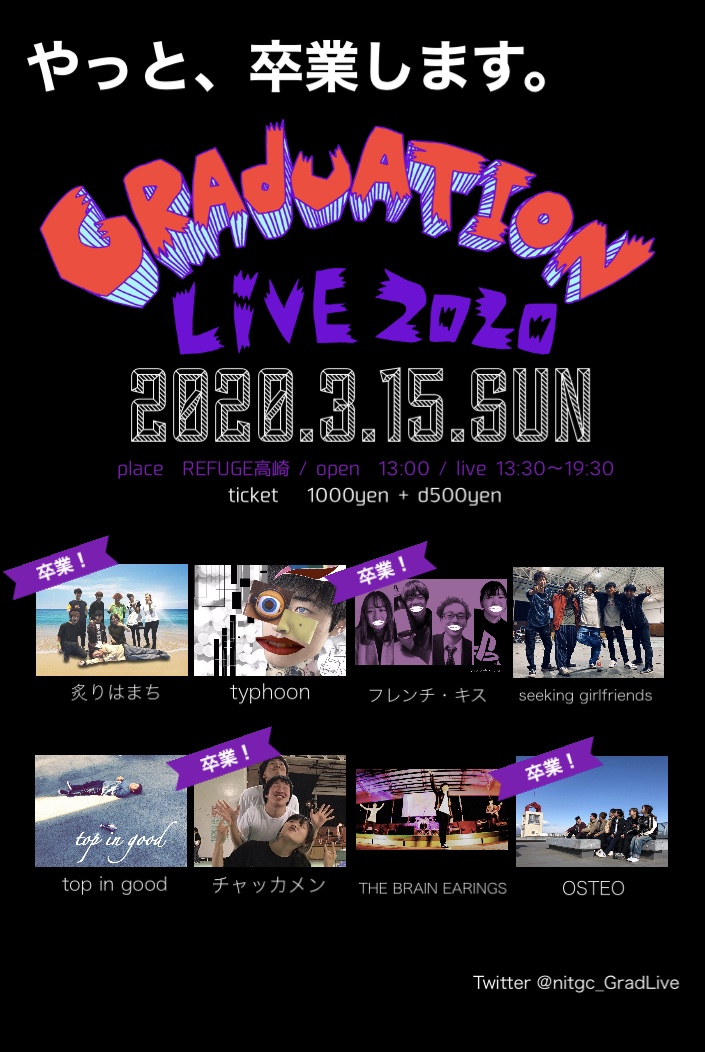 やっと、卒業します。
GRADUATION
LIVE 2020
2020.3.15.SUN
place REFUGE高崎 / open 13:00 / live 13:30〜19:30
ticket 1000yen + d500yen
卒業！
卒業！
炙りはまち
typhoon
フレンチ・キス
seeking girlfriends
卒業！
卒業！
top in good
top in good
チャッカメン
THE BRAIN EARINGS
OSTEO
Twitter @nitgc_GradLive